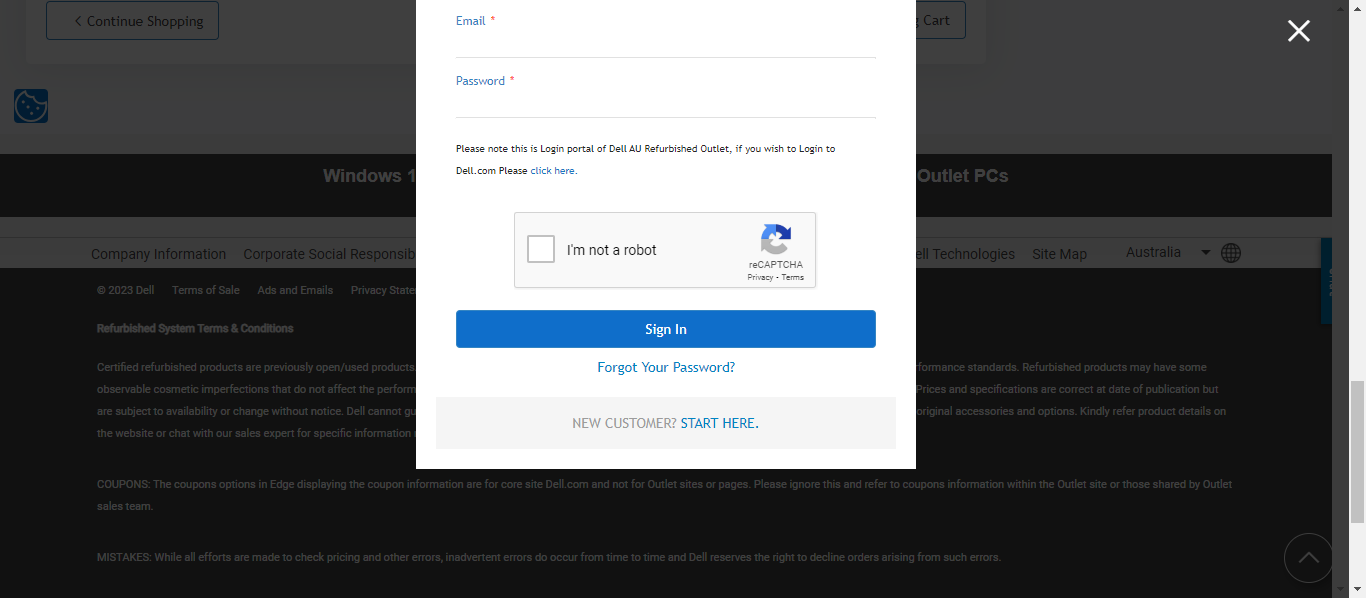 Continue Shopping
Email *
g Cart
Password *
Please note this is Login portal of Dell AU Refurbished Outlet, if you wish to Login to
Dell.com Please click here.
Windows 1
Outlet PCs
I'm not a robot
reCAPTCHA
Privacy - Terms
Company Information Corporate Social Responsib
ell Technologies Site Map Australia
© 2023 Dell Terms of Sale Ads and Emails Privacy State
Sign In
Refurbished System Terms & Conditions
Forgot Your Password?
Certified refurbished products are previously open/used products.
formance standards. Refurbished products may have some
observable cosmetic imperfections that do not affect the perform
Prices and specifications are correct at date of publication but
are subject to availability or change without notice. Dell cannot gu
original accessories and options. Kindly refer product details on
the website or chat with our sales expert for specific information
NEW CUSTOMER? START HERE.
COUPONS: The coupons options in Edge displaying the coupon information are for core site Dell.com and not for Outlet sites or pages. Please ignore this and refer to coupons information within the Outlet site or those shared by Outlet
sales team.
MISTAKES: While all efforts are made to check pricing and other errors, inadvertent errors do occur from time to time and Dell reserves the right to decline orders arising from such errors.